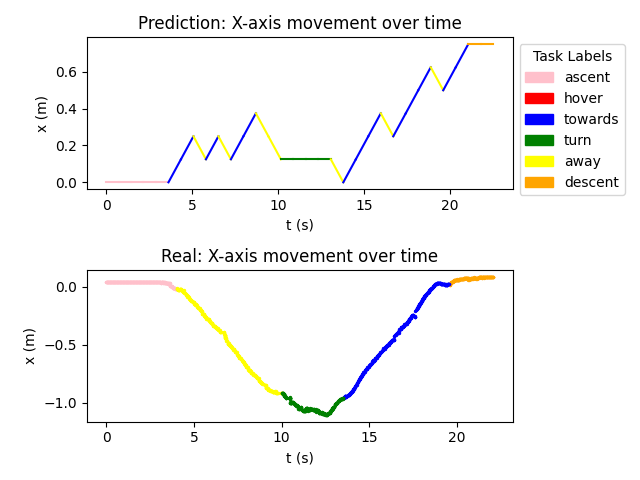 Prediction: X-axis movement over time
x (m)
0.6
0.4
0.2
0.0
0
5
10
15
20
t (s)
Task Labels
ascent
hover
towards
turn
away
descent
Real: X-axis movement over time
x (m)
0.0
−0.5
−1.0
0
5
10
15
20
t (s)